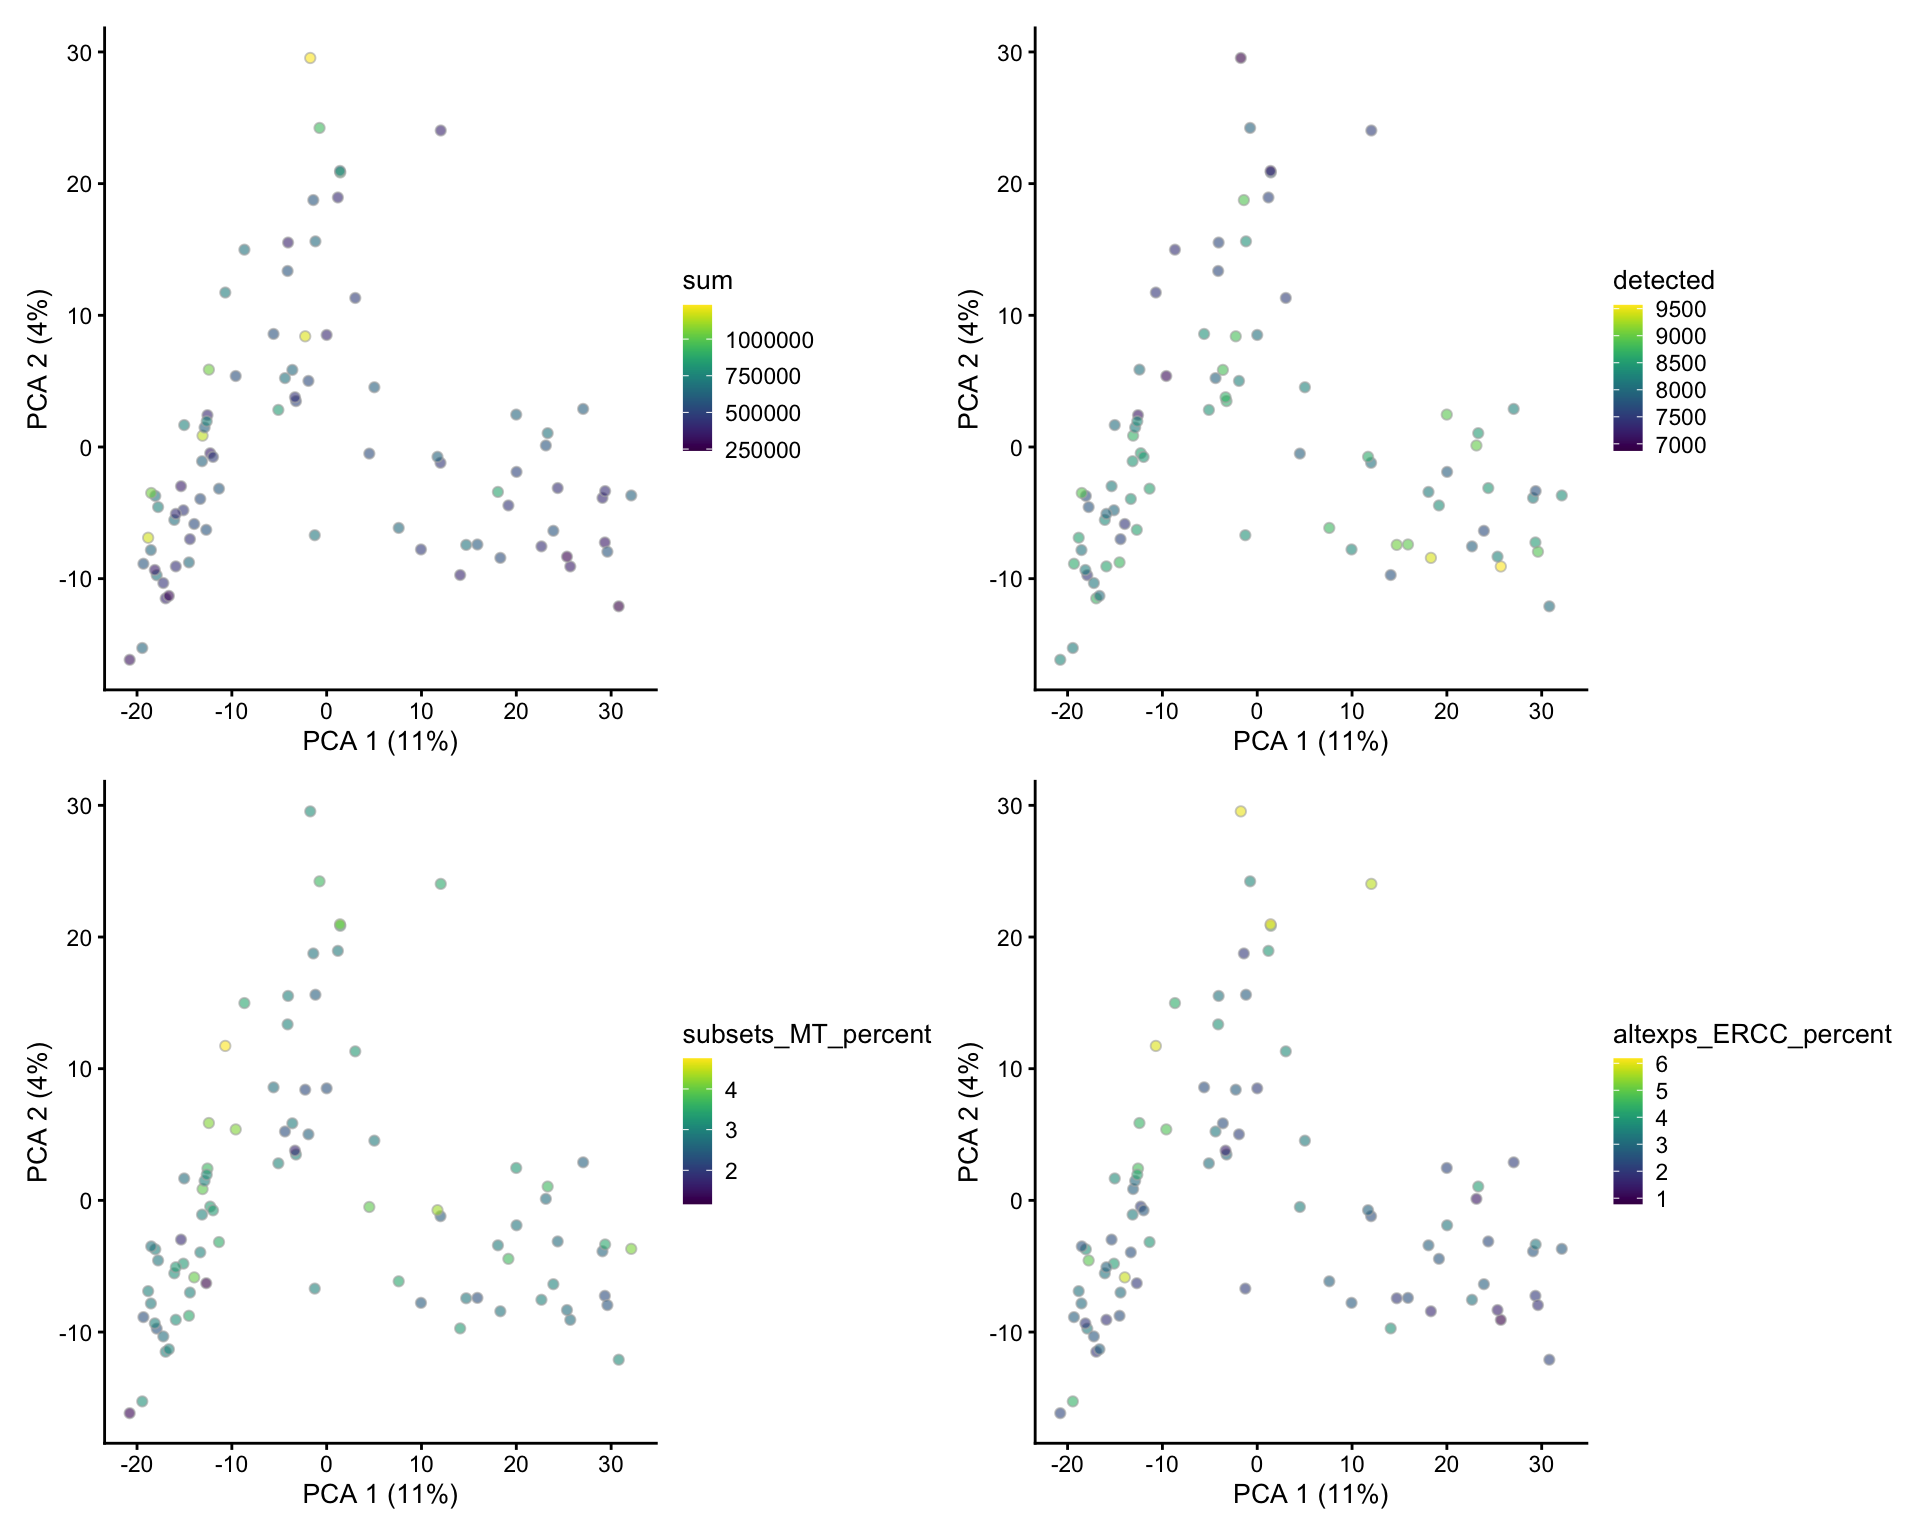 30
20
10
0
-10
PCA 2 (4%)
-20 -10 0 10 20 30
PCA 1 (11%)
sum
1000000
750000
500000
250000
30
20
10
0
-10
PCA 2 (4%)
-20 -10 0 10 20 30
PCA 1 (11%)
detected
9500
9000
8500
8000
7500
7000
30
20
10
0
-10
PCA 2 (4%)
-20 -10 0 10 20 30
PCA 1 (11%)
subsets_MT_percent
4
3
2
30
20
10
0
-10
PCA 2 (4%)
-20 -10 0 10 20 30
PCA 1 (11%)
altexps_ERCC_percent
6
5
4
3
2
1